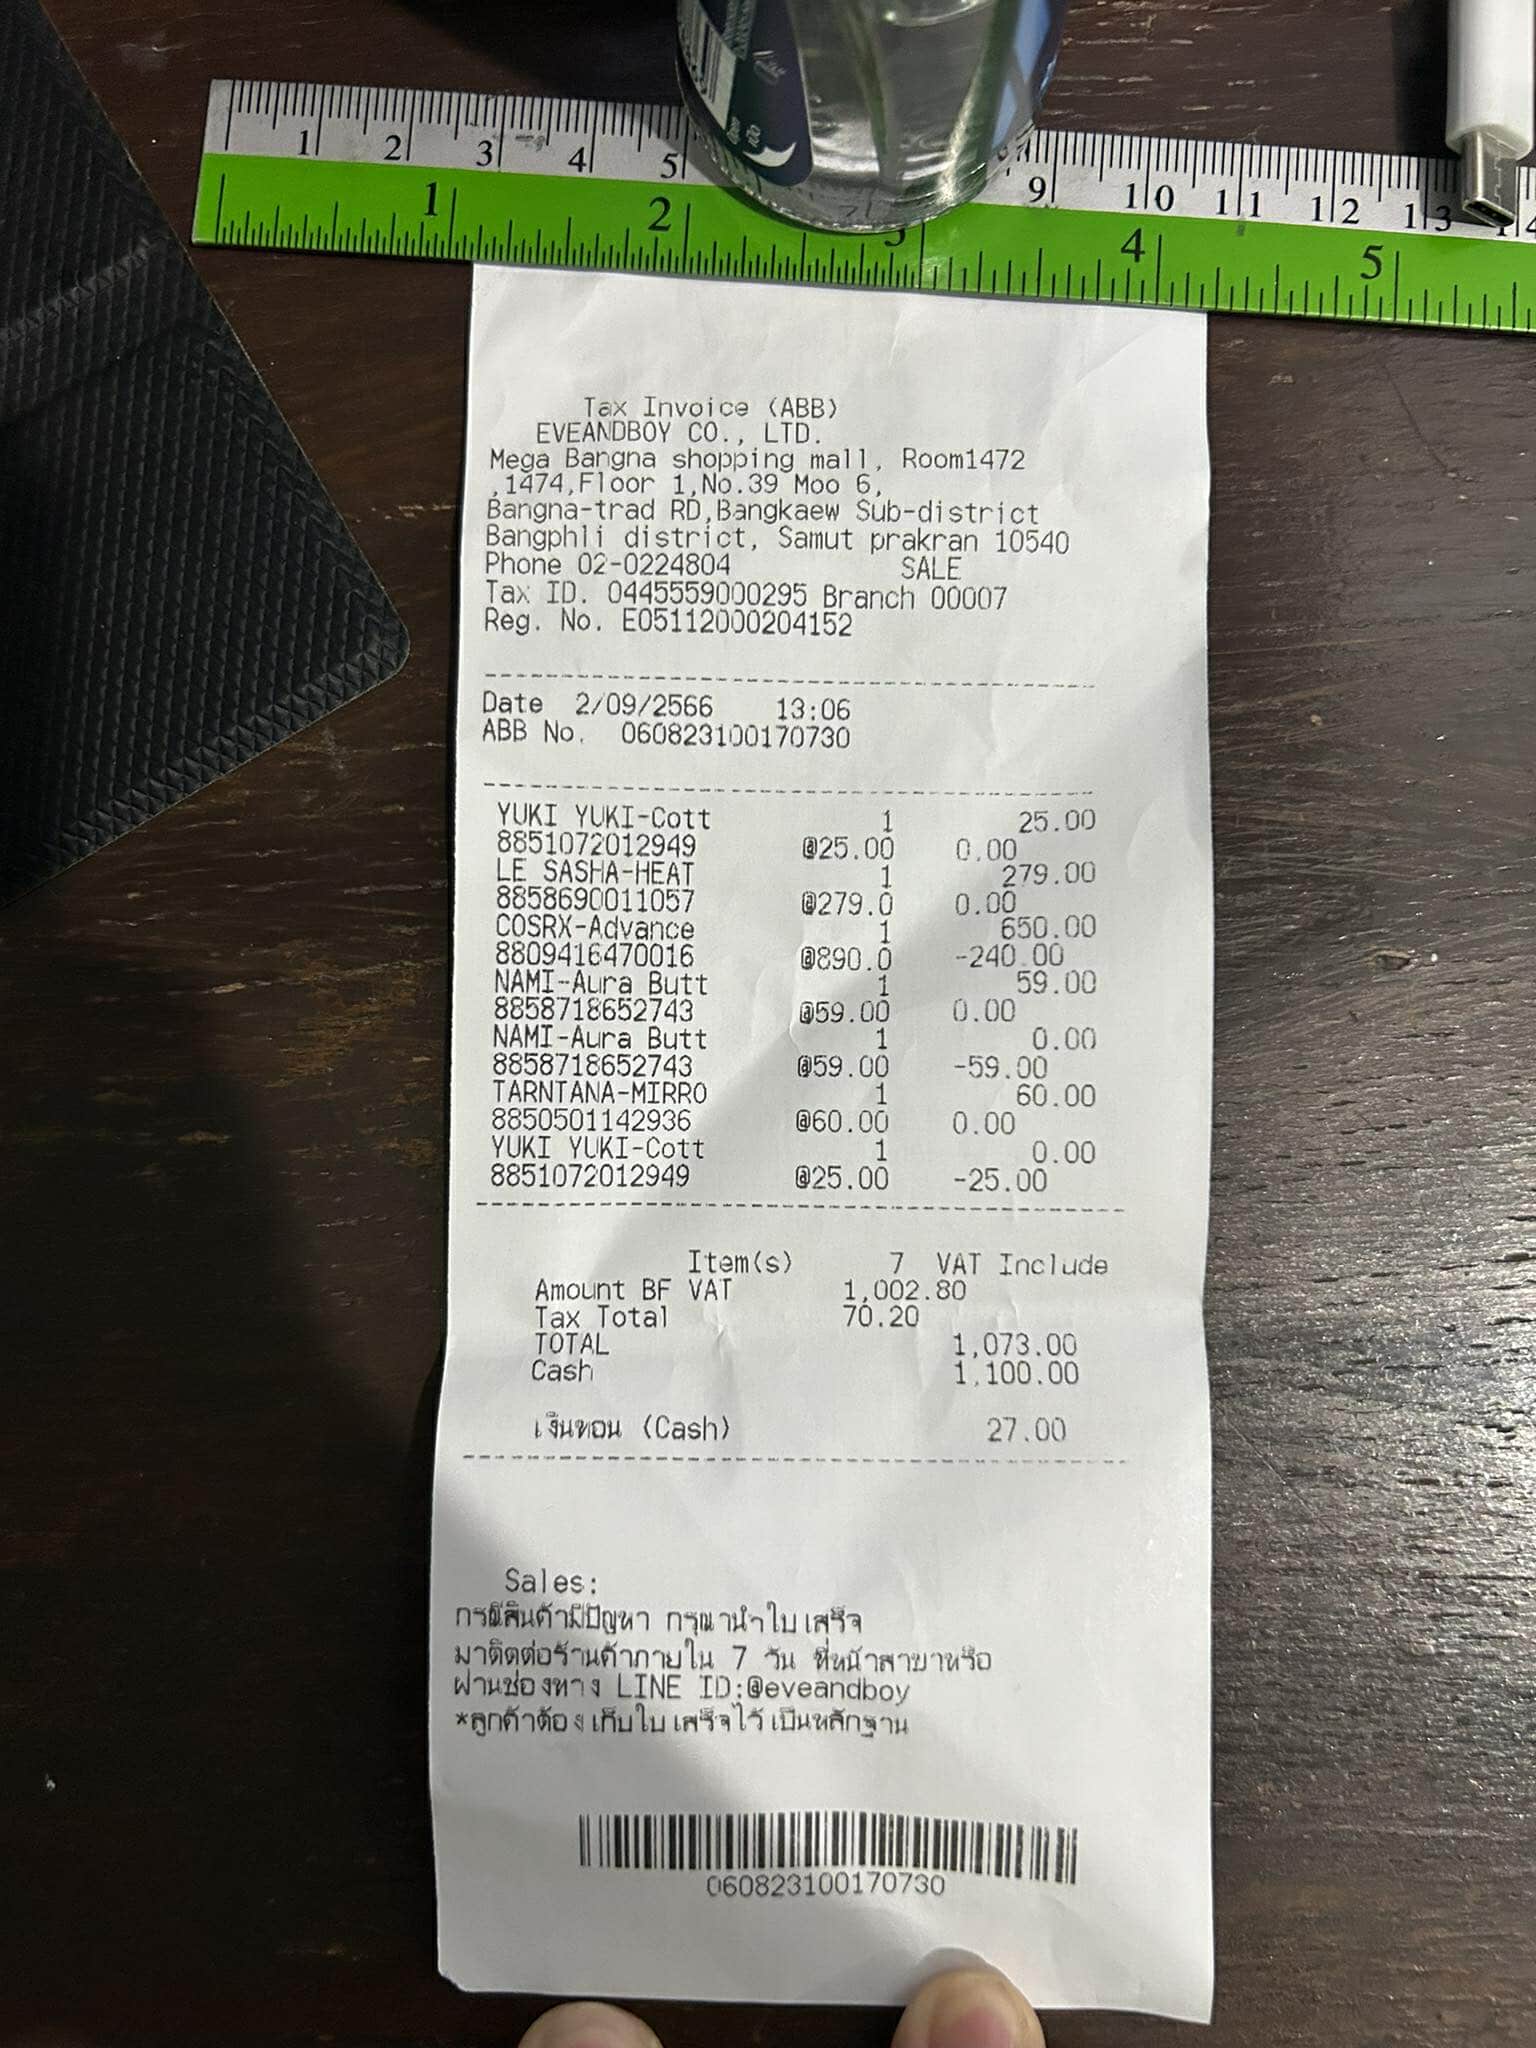 1 2 3 4 5 9 10 11 12 13 14
1 2 3 4 5
Tax Invoice (ABB)
EVEANDBOY CO., LTD.
Mega Bangna shopping mall, Room1472
,1474,Floor 1,No.39 Moo 6,
Bangna-trad RD,Bangkaew Sub-district
Bangphli district, Samut prakran 10540
Phone 02-0224804 SALE
Tax ID. 0445559000295 Branch 00007
Reg. No. E05112000204152
Date 2/09/2566 13:06
ABB No. 060823100170730
YUKI YUKI-Cott 1 25.00
8851072012949 @25.00 0.00
LE SASHA-HEAT 1 279.00
8858690011057 @279.0 0.00
COSRX-Advance 1 650.00
8809416470016 @890.0 -240.00
NAMI-Aura Butt 1 59.00
8858718652743 @59.00 0.00
NAMI-Aura Butt 1 0.00
8858718652743 @59.00 -59.00
TARNTANA-MIRRO 1 60.00
8850501142936 @60.00 0.00
YUKI YUKI-Cott 1 0.00
8851072012949 @25.00 -25.00
Item(s) 7 VAT Include
Amount BF VAT 1,002.80
Tax Total 70.20
TOTAL 1,073.00
Cash 1,100.00
เงินทอน (Cash) 27.00
Sales:
กรณีสินค้ามีปัญหา กรุณานำใบเสร็จ
มาติดต่อร้านค้าภายใน 7 วัน ที่หน้าสาขาหรือ
ผ่านช่องทาง LINE ID:@eveandboy
*ลูกค้าต้องเก็บใบเสร็จไว้เป็นหลักฐาน
060823100170730